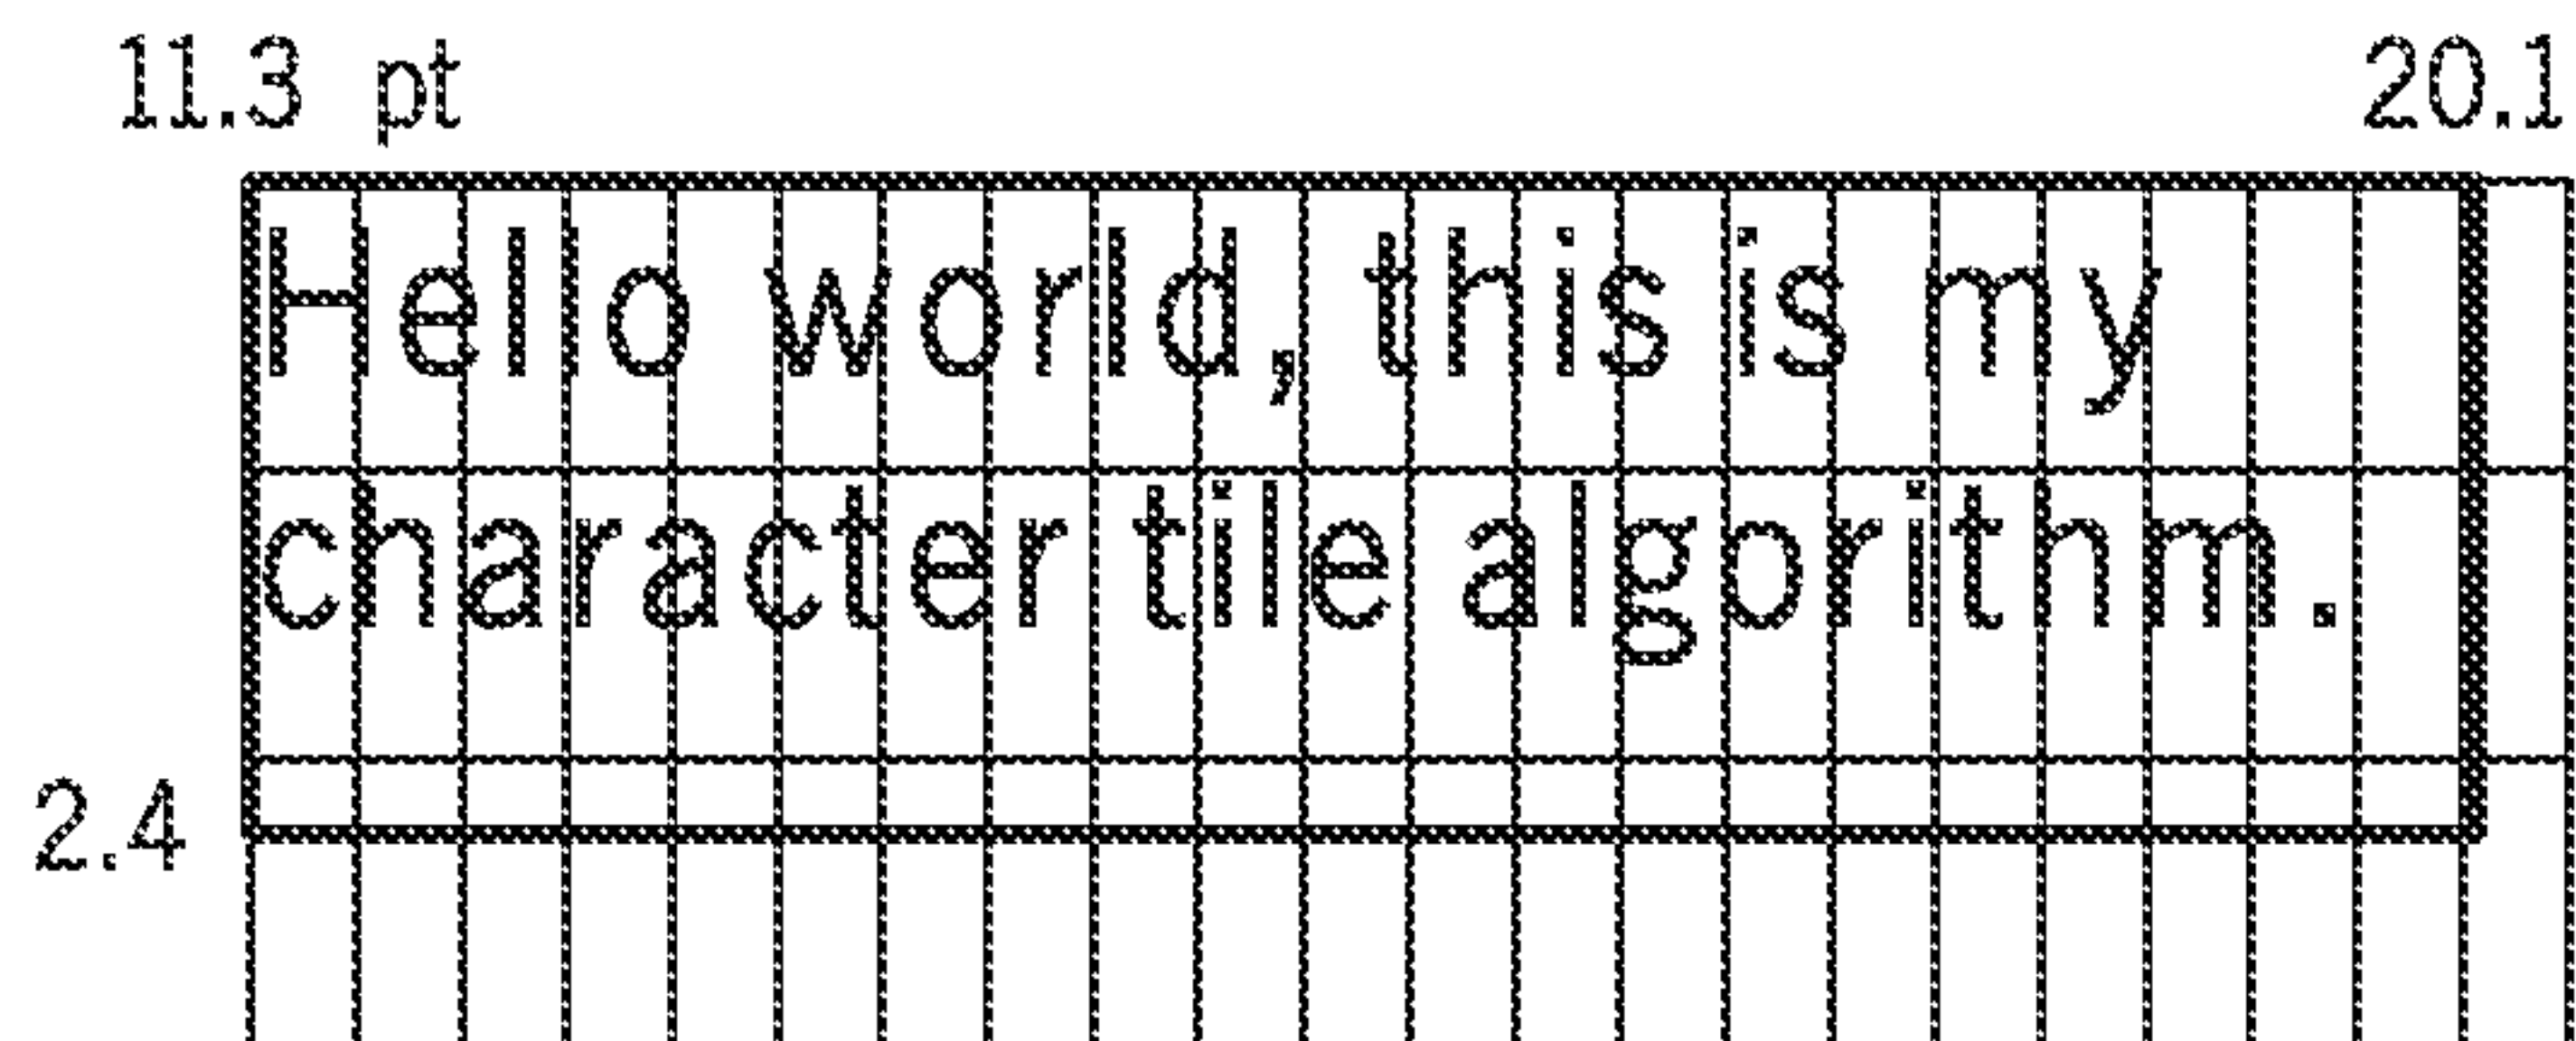 11.3 pt 20.1
Hello world, this is my
character tile algorithm.
2.4